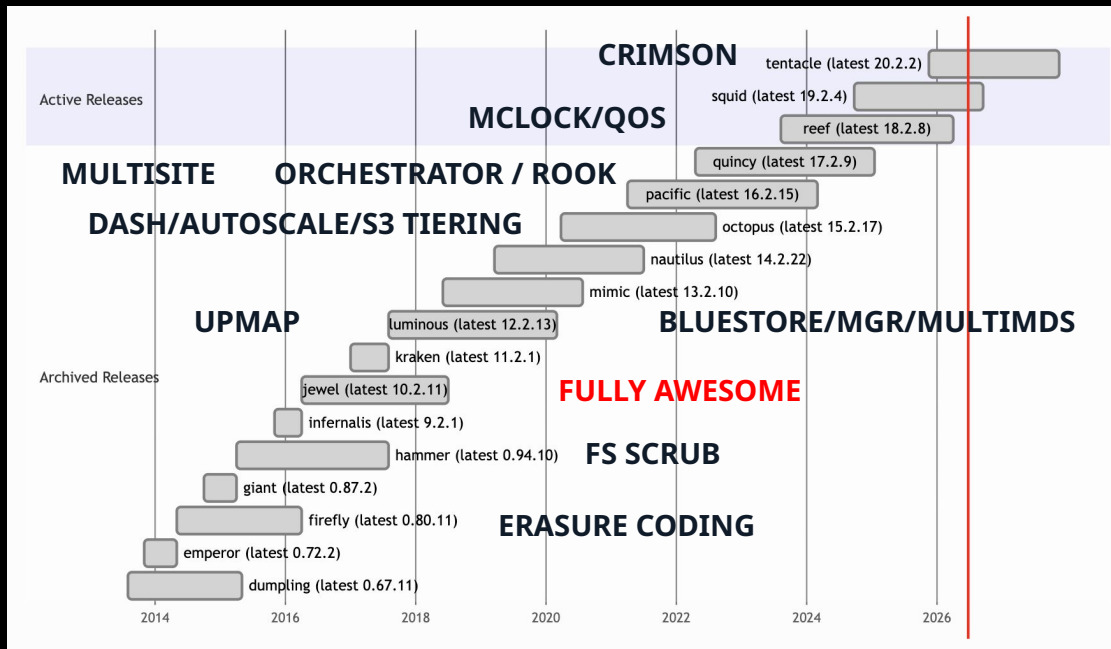 CRIMSON
tentacle (latest 20.2.2)
Active Releases
squid (latest 19.2.4)
MCLOCK/QOS
reef (latest 18.2.8)
quincy (latest 17.2.9)
MULTISITE
ORCHESTRATOR / ROOK
pacific (latest 16.2.15)
DASH/AUTOSCALE/S3 TIERING
octopus (latest 15.2.17)
nautilus (latest 14.2.22)
mimic (latest 13.2.10)
UPMAP
luminous (latest 12.2.13)
BLUESTORE/MGR/MULTIMDS
kraken (latest 11.2.1)
Archived Releases
jewel (latest 10.2.11)
FULLY AWESOME
infernalis (latest 9.2.1)
hammer (latest 0.94.10)
FS SCRUB
giant (latest 0.87.2)
firefly (latest 0.80.11)
ERASURE CODING
emperor (latest 0.72.2)
dumpling (latest 0.67.11)
2014 2016 2018 2020 2022 2024 2026